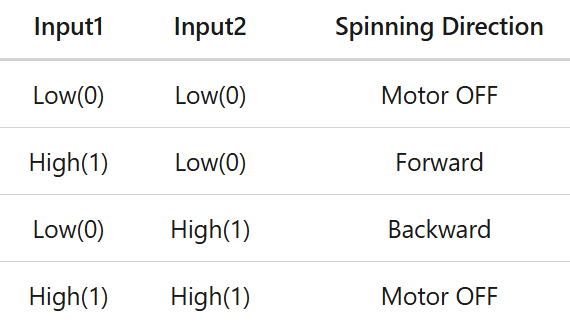 Input1 Input2 Spinning Direction
Low(0) Low(0) Motor OFF
High(1) Low(0) Forward
Low(0) High(1) Backward
High(1) High(1) Motor OFF